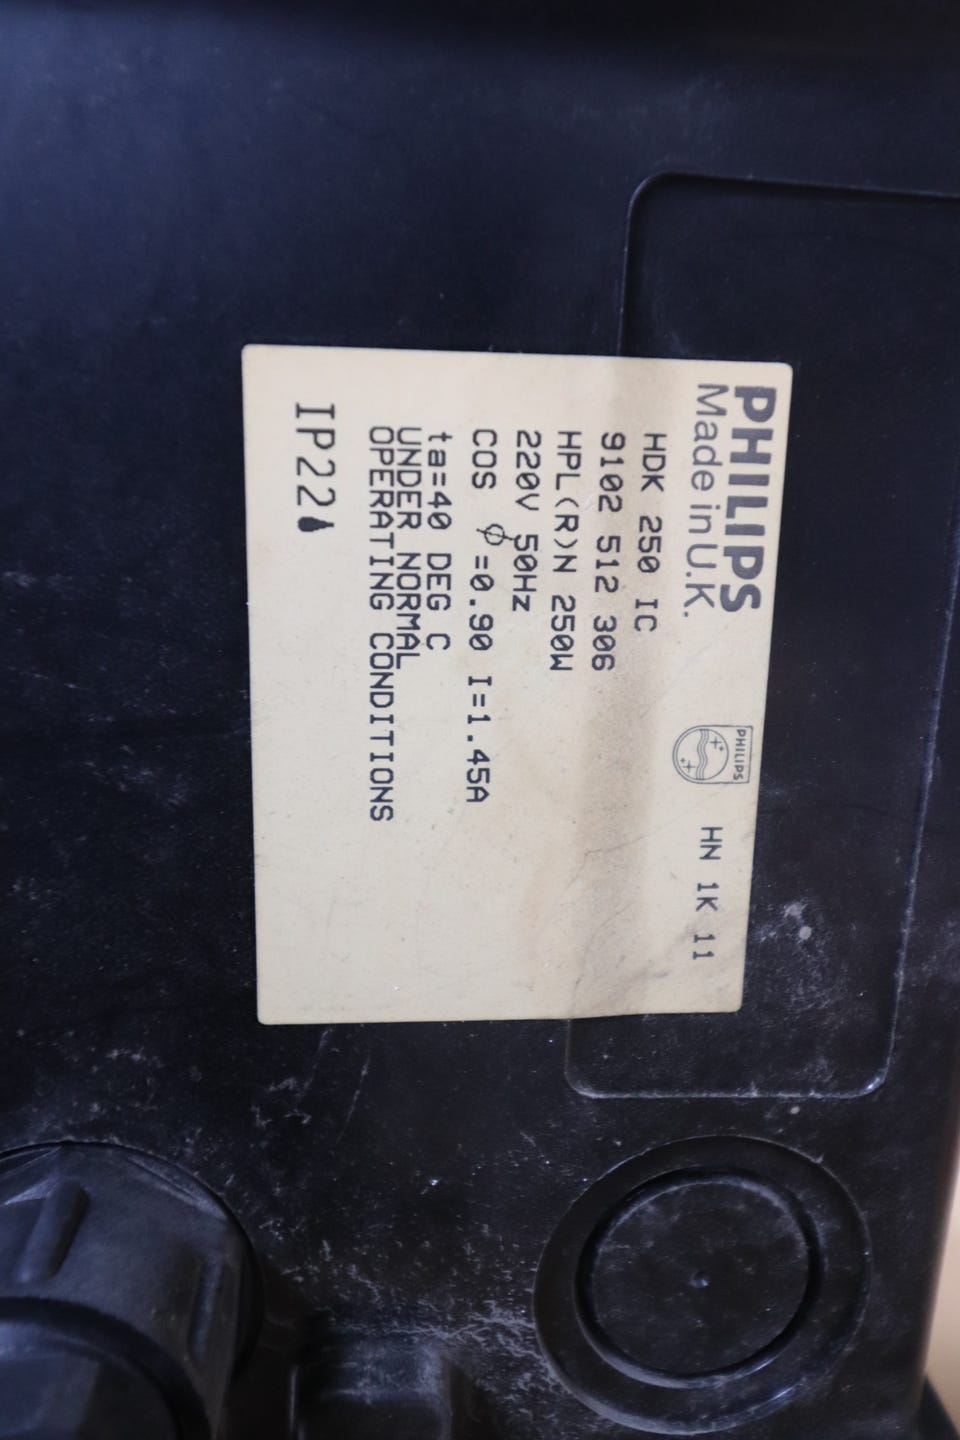 PHILIPS
Made in U.K.
PHILIPS
HN 1K 11
HDK 250 IC
9102 512 306
HPL(R)N 250W
220V 50Hz
COS ϕ =0.90 I=1.45A
ta=40 DEG C
UNDER NORMAL
OPERATING CONDITIONS
IP22